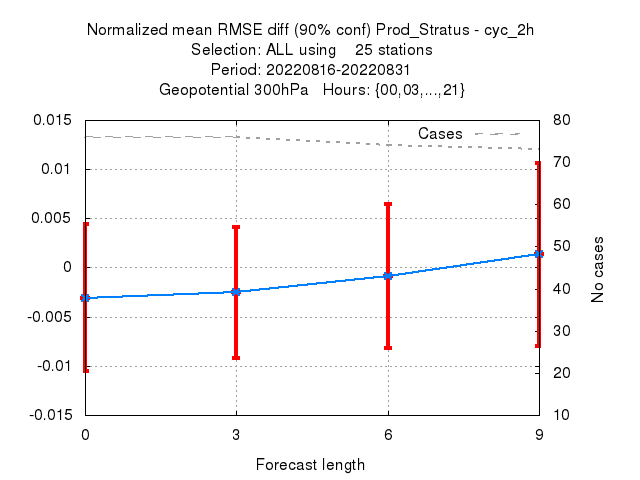 Normalized mean RMSE diff (90% conf) Prod_Stratus - cyc_2h
Selection: ALL using    25 stations
Period: 20220816-20220831
Geopotential 300hPa   Hours: {00,03,...,21}
0.015
0.01
0.005
0
-0.005
-0.01
-0.015
Cases
80
70
60
50
40
30
20
10
No cases
0 3 6 9
Forecast length